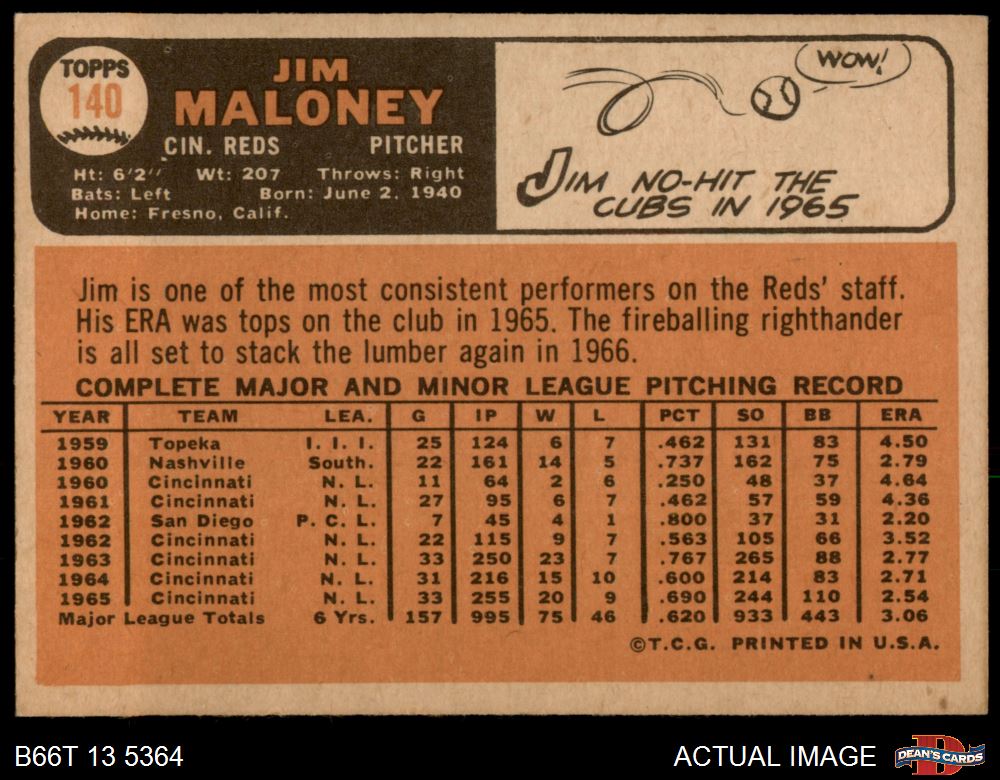 TOPPS
140
JIM
MALONEY
CIN. REDS PITCHER
Ht: 6'2" Wt: 207 Throws: Right
Bats: Left Born: June 2, 1940
Home: Fresno, Calif.
WOW!
JIM NO-HIT THE
CUBS IN 1965
Jim is one of the most consistent performers on the Reds' staff.
His ERA was tops on the club in 1965. The fireballing righthander
is all set to stack the lumber again in 1966.
COMPLETE MAJOR AND MINOR LEAGUE PITCHING RECORD
YEAR TEAM LEA. G IP W L PCT SO BB ERA
1959 Topeka I. I. I. 25 124 6 7 .462 131 83 4.50
1960 Nashville South. 22 161 14 5 .737 162 75 2.79
1960 Cincinnati N. L. 11 64 2 6 .250 48 37 4.64
1961 Cincinnati N. L. 27 95 6 7 .462 57 59 4.36
1962 San Diego P. C. L. 7 45 4 1 .800 37 31 2.20
1962 Cincinnati N. L. 22 115 9 7 .563 105 66 3.52
1963 Cincinnati N. L. 33 250 23 7 .767 265 88 2.77
1964 Cincinnati N. L. 31 216 15 10 .600 214 83 2.71
1965 Cincinnati N. L. 33 255 20 9 .690 244 110 2.54
Major League Totals 6 Yrs. 157 995 75 46 .620 933 443 3.06
©T.C.G. PRINTED IN U.S.A.
B66T 13 5364 ACTUAL IMAGE DEAN'S CARDS